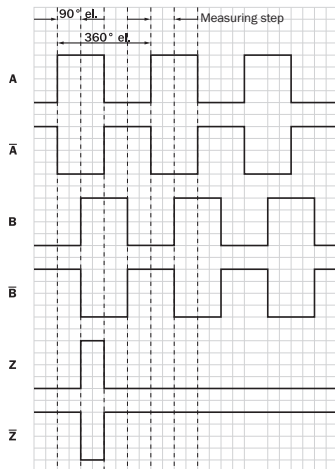 90° el.
Measuring step
360° el.
A
A̅
B
B̅
Z
Z̅